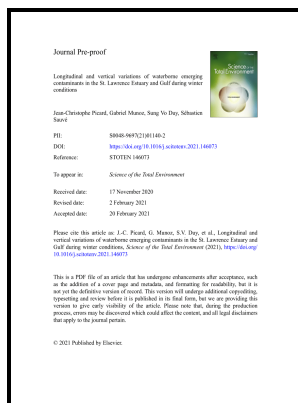 Journal Pre-proof
Longitudinal and vertical variations of waterborne emerging
contaminants in the St. Lawrence Estuary and Gulf during winter
conditions
Jean-Christophe Picard, Gabriel Munoz, Sung Vo Duy, Sébastien
Sauvé
PII: S0048-9697(21)01140-2
DOI: https://doi.org/10.1016/j.scitotenv.2021.146073
Reference: STOTEN 146073
To appear in: Science of the Total Environment
Received date: 17 November 2020
Revised date: 2 February 2021
Accepted date: 20 February 2021
Please cite this article as: J.-C. Picard, G. Munoz, S.V. Duy, et al., Longitudinal and
vertical variations of waterborne emerging contaminants in the St. Lawrence Estuary and
Gulf during winter conditions, Science of the Total Environment (2021), https://doi.org/
10.1016/j.scitotenv.2021.146073
This is a PDF file of an article that has undergone enhancements after acceptance, such
as the addition of a cover page and metadata, and formatting for readability, but it is
not yet the definitive version of record. This version will undergo additional copyediting,
typesetting and review before it is published in its final form, but we are providing this
version to give early visibility of the article. Please note that, during the production
process, errors may be discovered which could affect the content, and all legal disclaimers
that apply to the journal pertain.
© 2021 Published by Elsevier.
Science of the
Total Environment